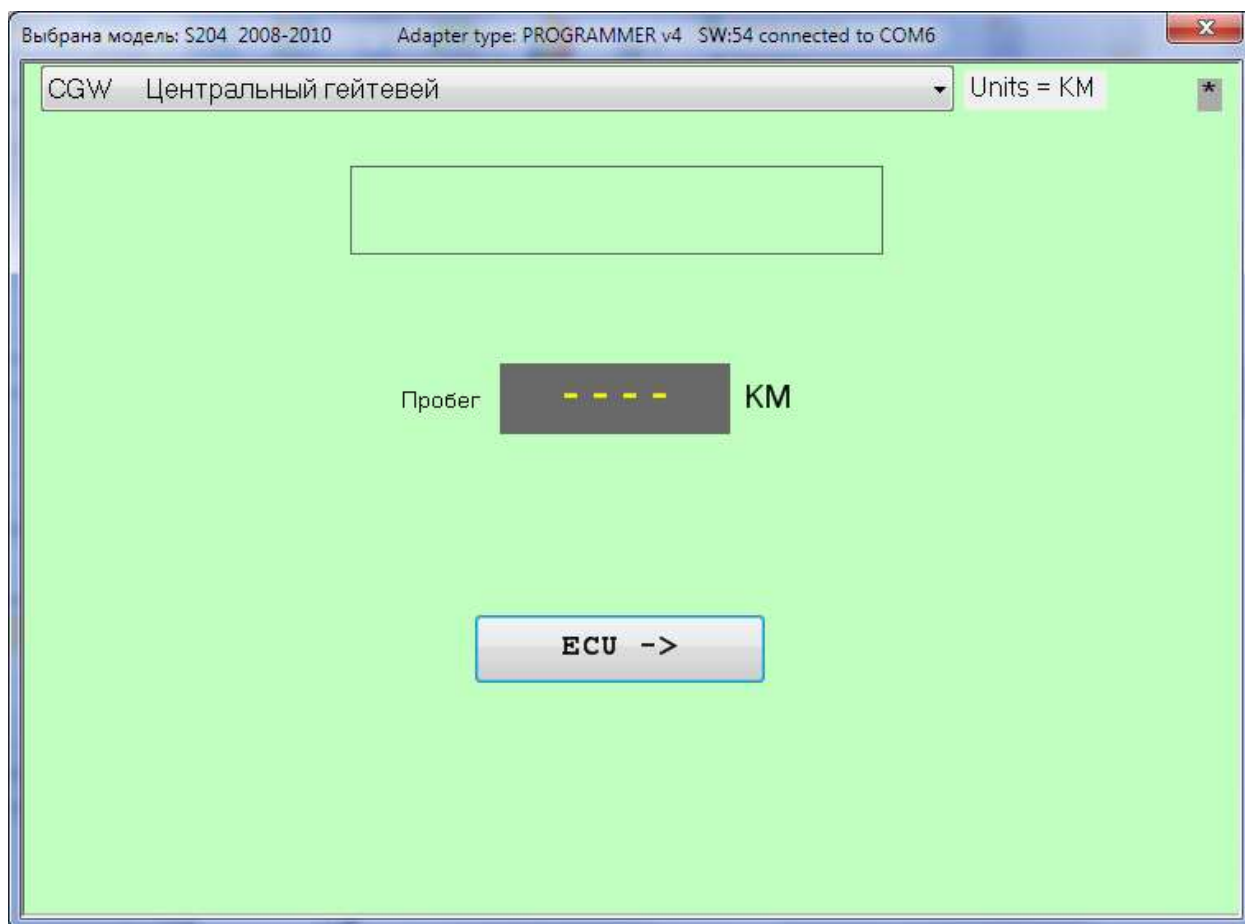 Выбрана модель: S204 2008-2010 Adapter type: PROGRAMMER v4 SW:54 connected to COM6
CGW Центральный гейтевей Units = KM *
Пробег ---- KM
ECU ->